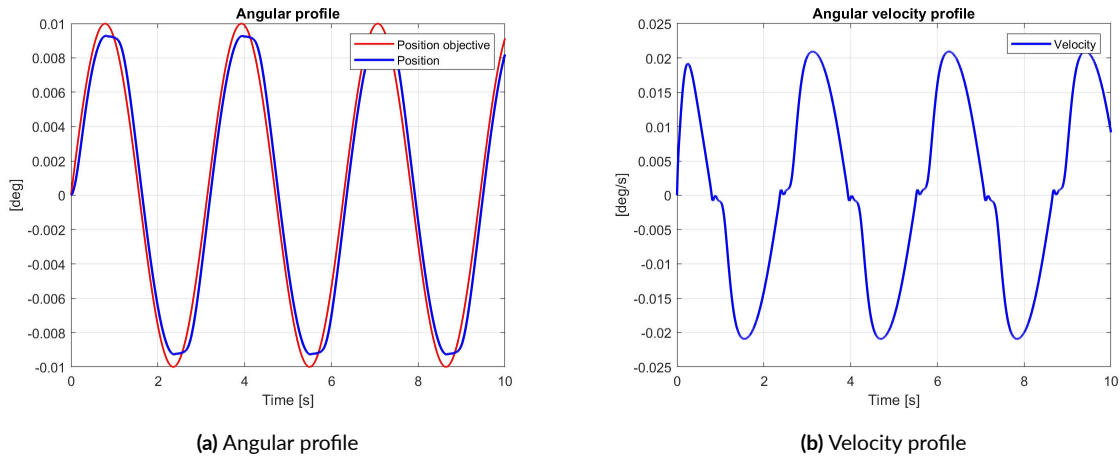 Angular profile
Position objective
Position
0.01
0.008
0.006
0.004
0.002
0
-0.002
-0.004
-0.006
-0.008
-0.01
[deg]
0 2 4 6 8 10
Time [s]
(a) Angular profile
Angular velocity profile
Velocity
0.025
0.02
0.015
0.01
0.005
0
-0.005
-0.01
-0.015
-0.02
-0.025
[deg/s]
0 2 4 6 8 10
Time [s]
(b) Velocity profile